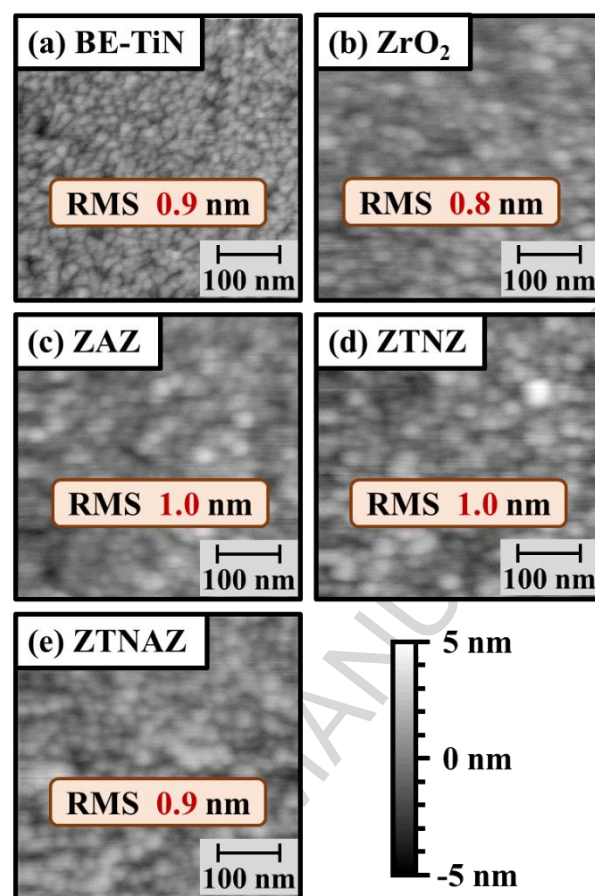 (a) BE-TiN
RMS 0.9 nm
100 nm
(b) ZrO₂
RMS 0.8 nm
100 nm
(c) ZAZ
RMS 1.0 nm
100 nm
(d) ZTNZ
RMS 1.0 nm
100 nm
(e) ZTNAZ
RMS 0.9 nm
100 nm
5 nm
0 nm
-5 nm